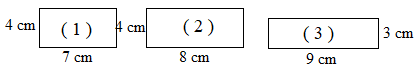 4 cm ( 1 ) 4 cm ( 2 ) ( 3 ) 3 cm
7 cm 8 cm 9 cm